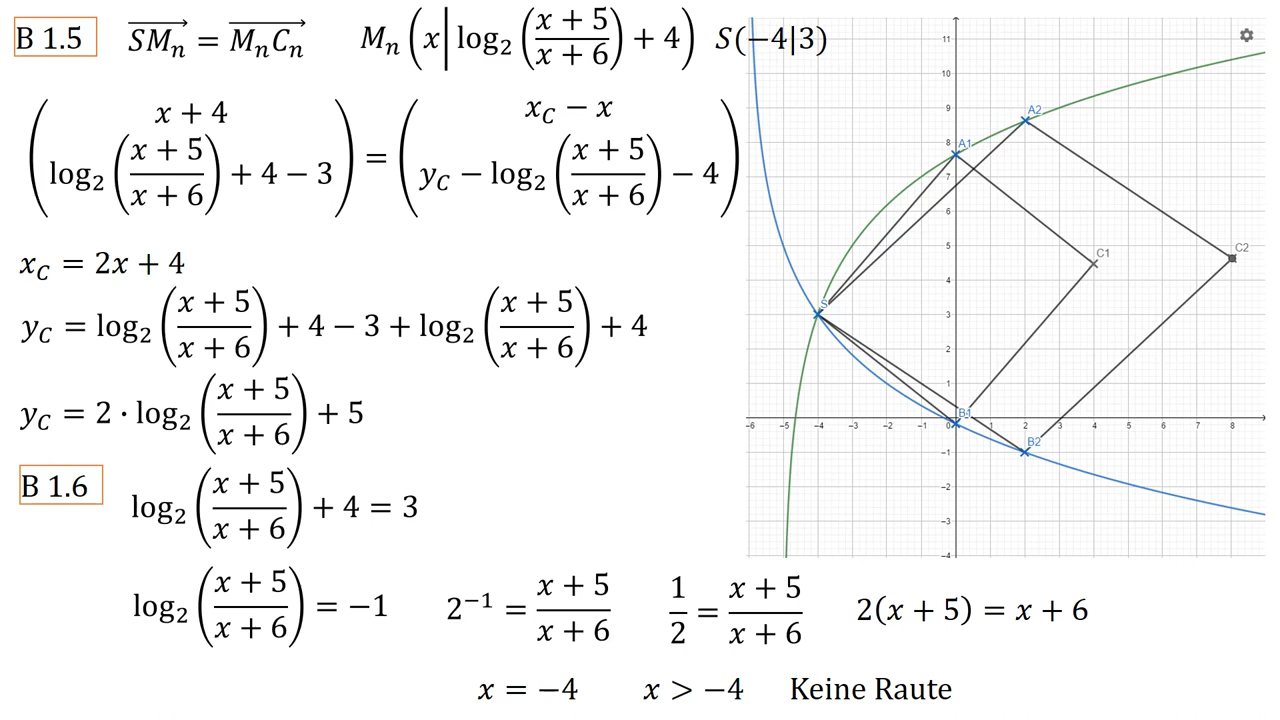 B 1.5 $\overrightarrow{SM_n} = \overrightarrow{M_nC_n}$ $M_n\left(x \middle| \log_2\left(\frac{x+5}{x+6}\right) + 4\right)$ $S(-4|3)$
$\begin{pmatrix} x+4 \\ \log_2\left(\frac{x+5}{x+6}\right) + 4 - 3 \end{pmatrix} = \begin{pmatrix} x_C - x \\ y_C - \log_2\left(\frac{x+5}{x+6}\right) - 4 \end{pmatrix}$
$x_C = 2x + 4$
$y_C = \log_2\left(\frac{x+5}{x+6}\right) + 4 - 3 + \log_2\left(\frac{x+5}{x+6}\right) + 4$
$y_C = 2 \cdot \log_2\left(\frac{x+5}{x+6}\right) + 5$
B 1.6 $\log_2\left(\frac{x+5}{x+6}\right) + 4 = 3$
$\log_2\left(\frac{x+5}{x+6}\right) = -1$ $2^{-1} = \frac{x+5}{x+6}$ $\frac{1}{2} = \frac{x+5}{x+6}$ $2(x+5) = x+6$
$x = -4$ $x > -4$ Keine Raute
11
10
9
8
7
6
5
4
3
2
1
−1
−2
−3
−4
−6 −5 −4 −3 −2 −1 0 1 2 3 4 5 6 7 8
A1
A2
S
C1
C2
B1
B2